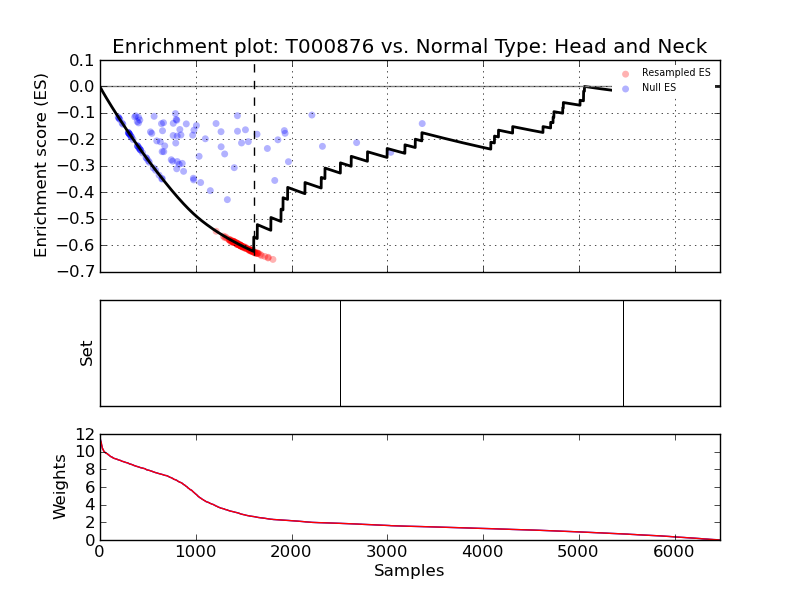 Enrichment plot: T000876 vs. Normal Type: Head and Neck
Enrichment score (ES)
0.1
0.0
−0.1
−0.2
−0.3
−0.4
−0.5
−0.6
−0.7
Resampled ES
Null ES
Set
Weights
12
10
8
6
4
2
0
0 1000 2000 3000 4000 5000 6000
Samples